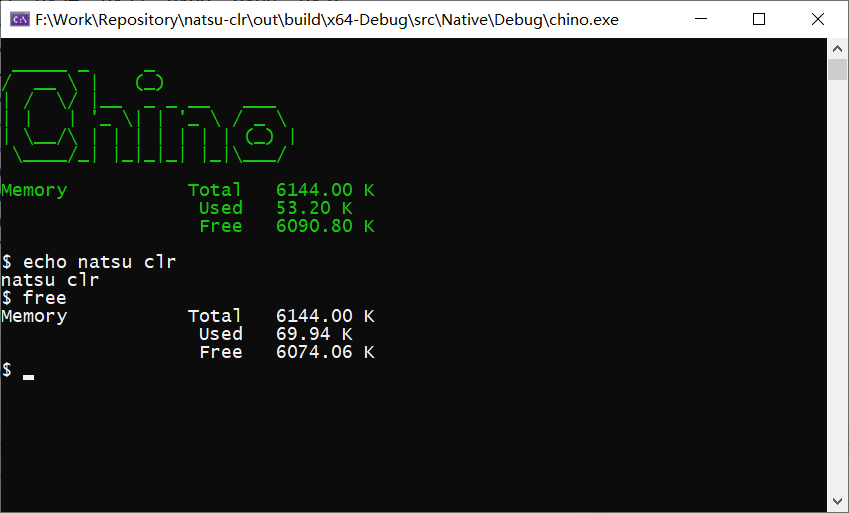 F:\Work\Repository\natsu-clr\out\build\x64-Debug\src\Native\Debug\chino.exe
Chino
Memory Total 6144.00 K
Used 53.20 K
Free 6090.80 K
$ echo natsu clr
natsu clr
$ free
Memory Total 6144.00 K
Used 69.94 K
Free 6074.06 K
$